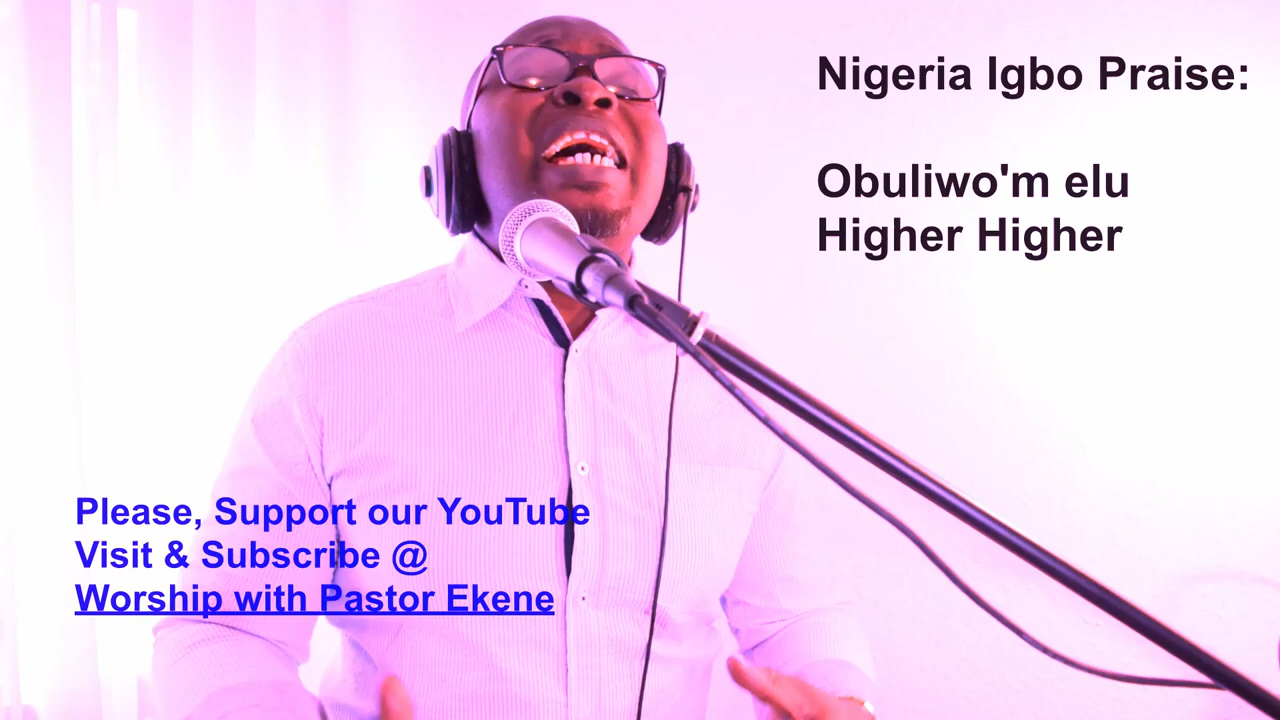 Nigeria Igbo Praise:
Obuliwo'm elu
Higher Higher
Please, Support our YouTube
Visit & Subscribe @
Worship with Pastor Ekene